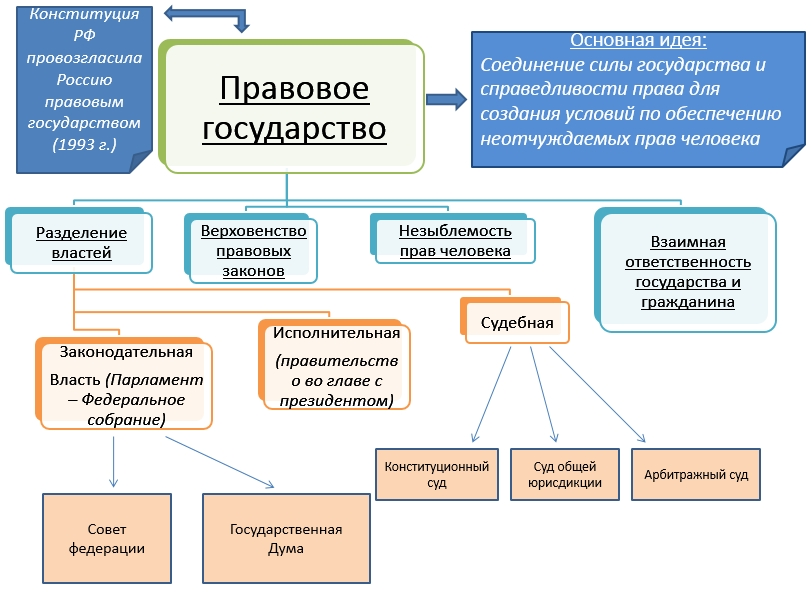 Конституция
РФ
провозгласила
Россию
правовым
государством
(1993 г.)
Правовое
государство
Основная идея:
Соединение силы государства и
справедливости права для
создания условий по обеспечению
неотчуждаемых прав человека
Разделение
властей
Верховенство
правовых
законов
Незыблемость
прав человека
Взаимная
ответственность
государства и
гражданина
Законодательная
Власть (Парламент
– Федеральное
собрание)
Исполнительная
(правительств
о во главе с
президентом)
Судебная
Конституционный
суд
Суд общей
юрисдикции
Арбитражный суд
Совет
федерации
Государственная
Дума